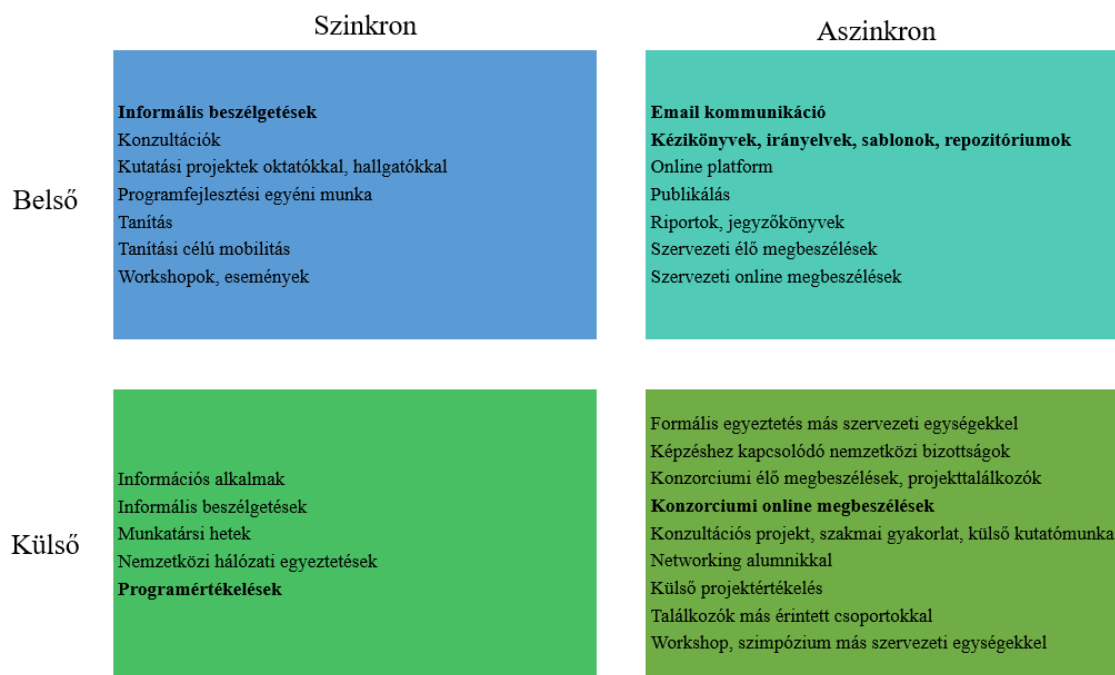 Szinkron
Aszinkron
Belső
Informális beszélgetések
Konzultációk
Kutatási projektek oktatókkal, hallgatókkal
Programfejlesztési egyéni munka
Tanítás
Tanítási célú mobilitás
Workshopok, események
Email kommunikáció
Kézikönyvek, irányelvek, sablonok, repozitóriumok
Online platform
Publikálás
Riportok, jegyzőkönyvek
Szervezeti élő megbeszélések
Szervezeti online megbeszélések
Külső
Információs alkalmak
Informális beszélgetések
Munkatársi hetek
Nemzetközi hálózati egyeztetések
Programértékelések
Formális egyeztetés más szervezeti egységekkel
Képzéshez kapcsolódó nemzetközi bizottságok
Konzorciumi élő megbeszélések, projekttalálkozók
Konzorciumi online megbeszélések
Konzultációs projekt, szakmai gyakorlat, külső kutatómunka
Networking alumnikkal
Külső projektértékelés
Találkozók más érintett csoportokkal
Workshop, szimpózium más szervezeti egységekkel